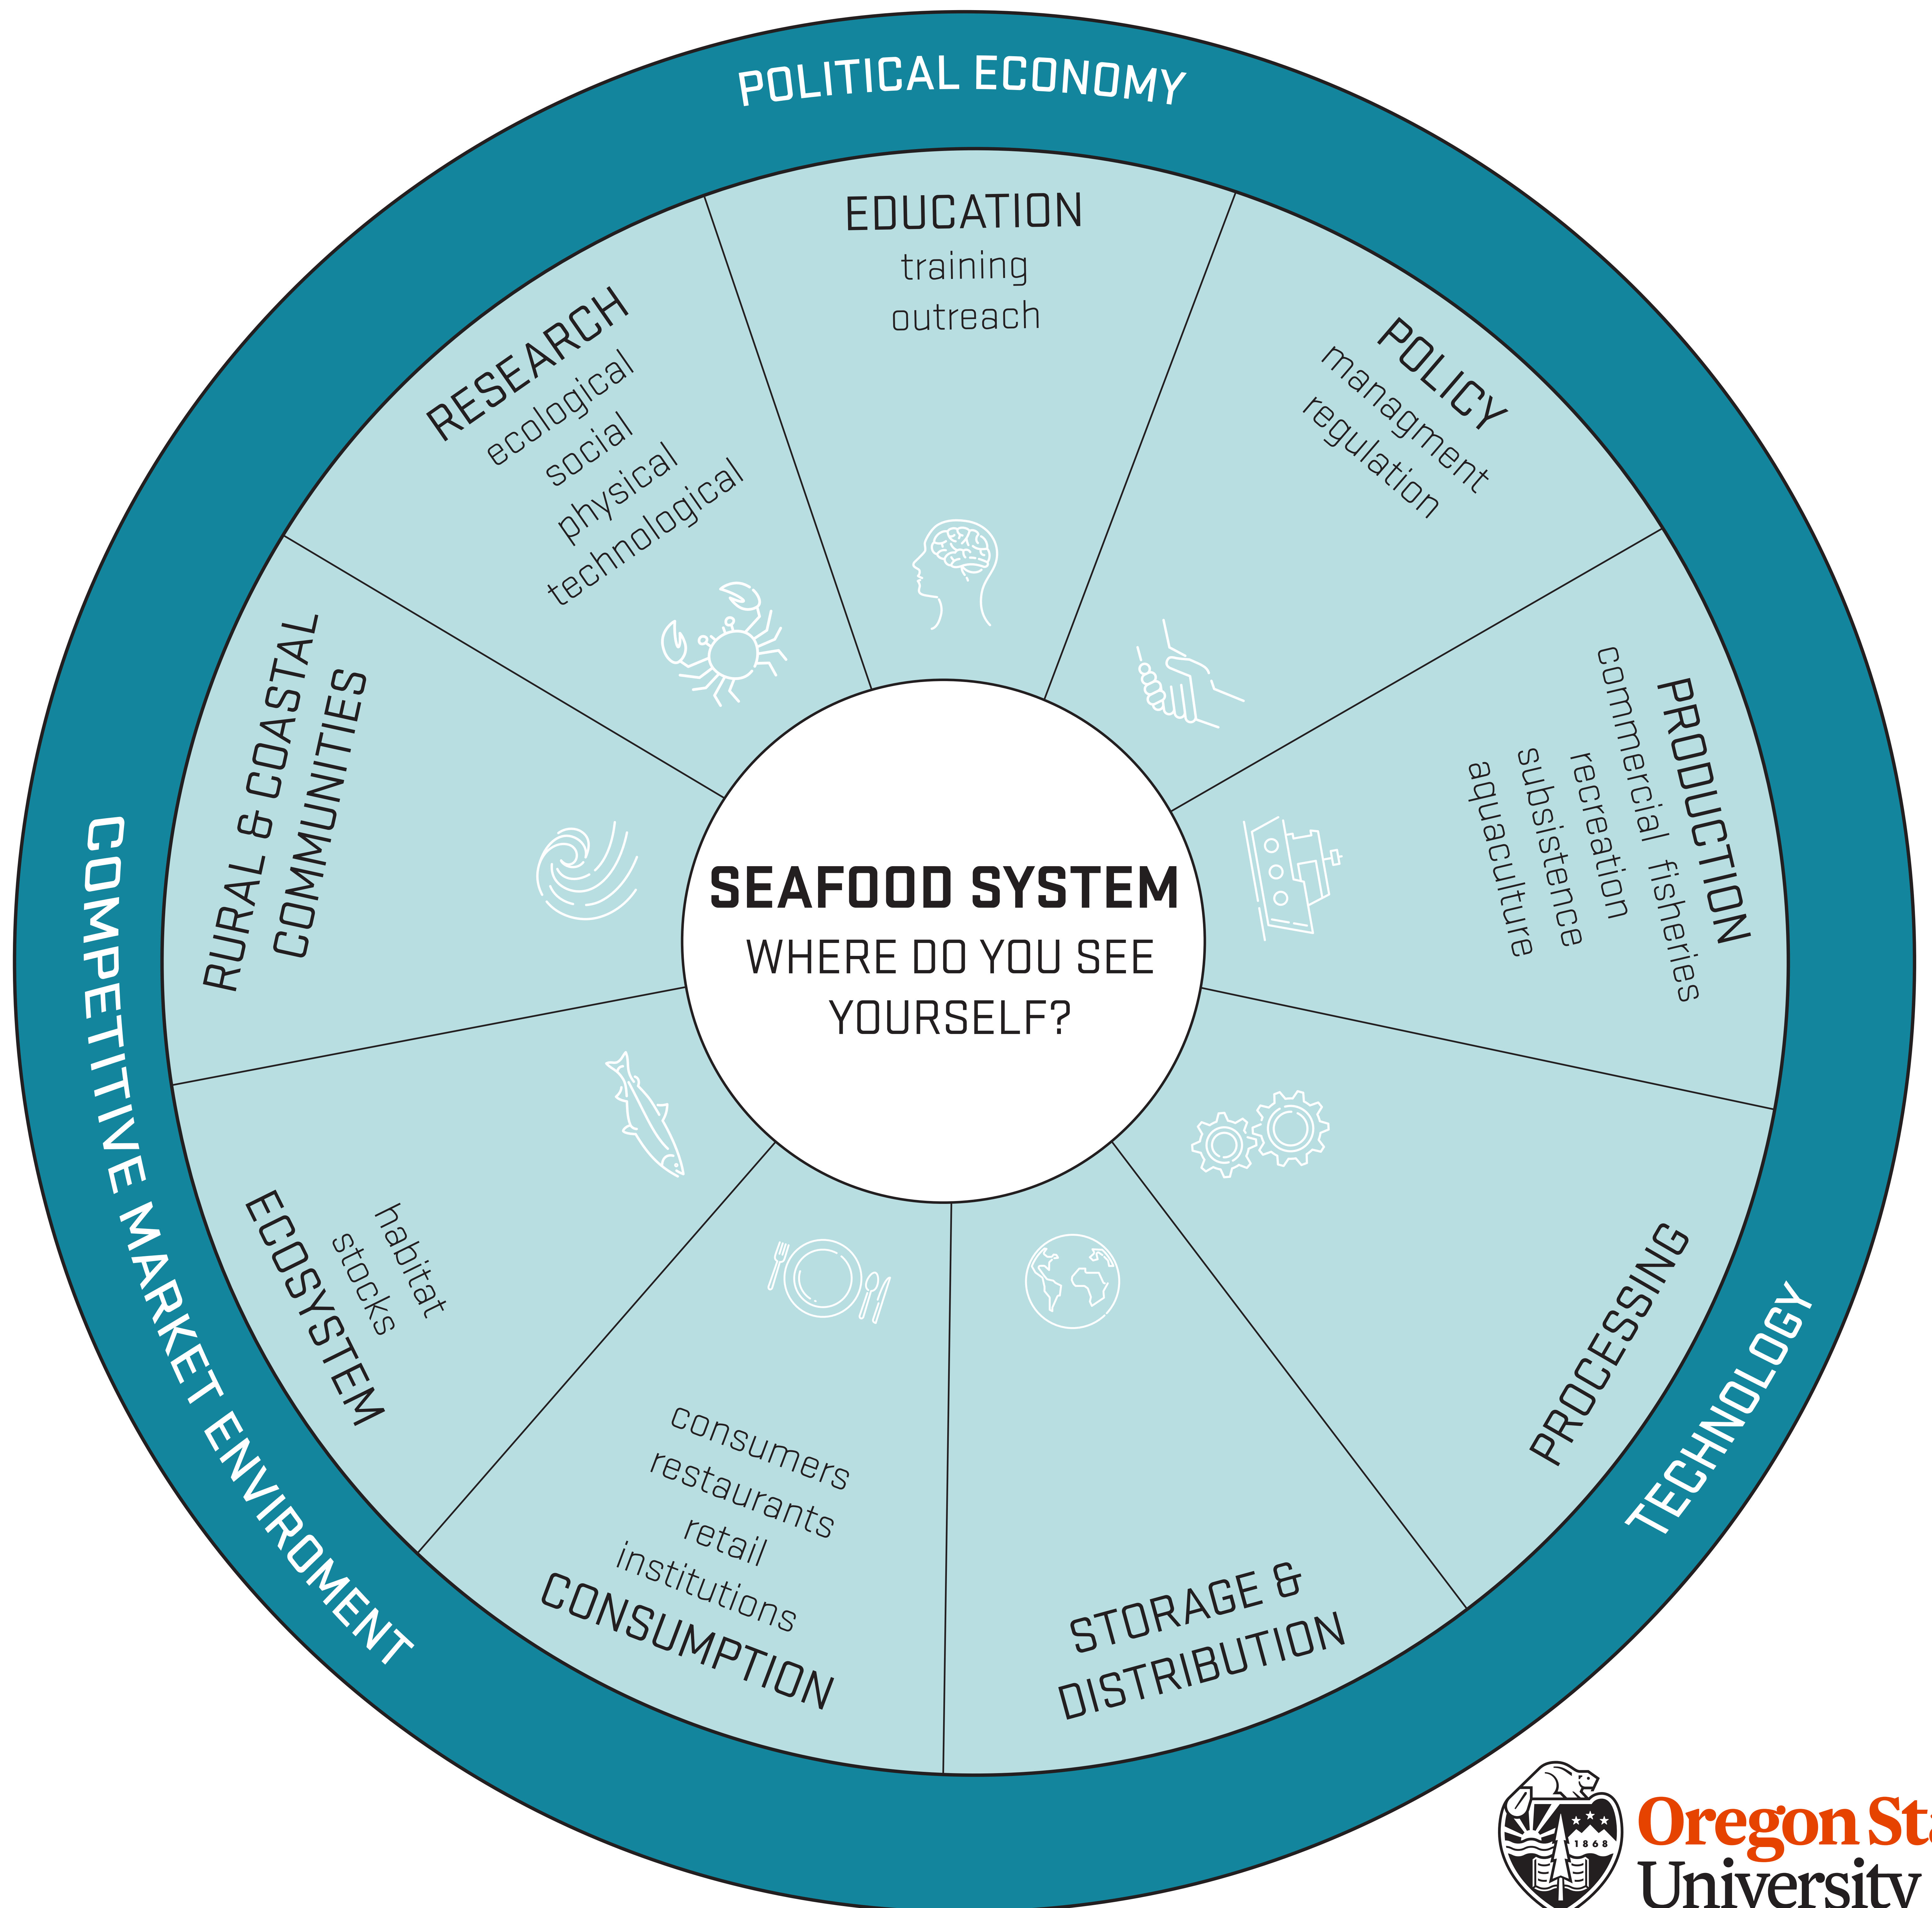 POLITICAL ECONOMY
EDUCATION
training
outreach
POLICY
managment
regulation
PRODUCTION
commercial fisheries
recreation
subsistence
aquaculture
PROCESSING
TECHNOLOGY
STORAGE &
DISTRIBUTION
consumers
restaurants
retail
institutions
CONSUMPTION
habitat
stocks
ECOSYSTEM
COMPETITIVE MARKET ENVIROMENT
RURAL & COASTAL
COMMUNITIES
RESEARCH
ecological
social
physical
technological
SEAFOOD SYSTEM
WHERE DO YOU SEE
YOURSELF?
1868
Oregon Sta
University